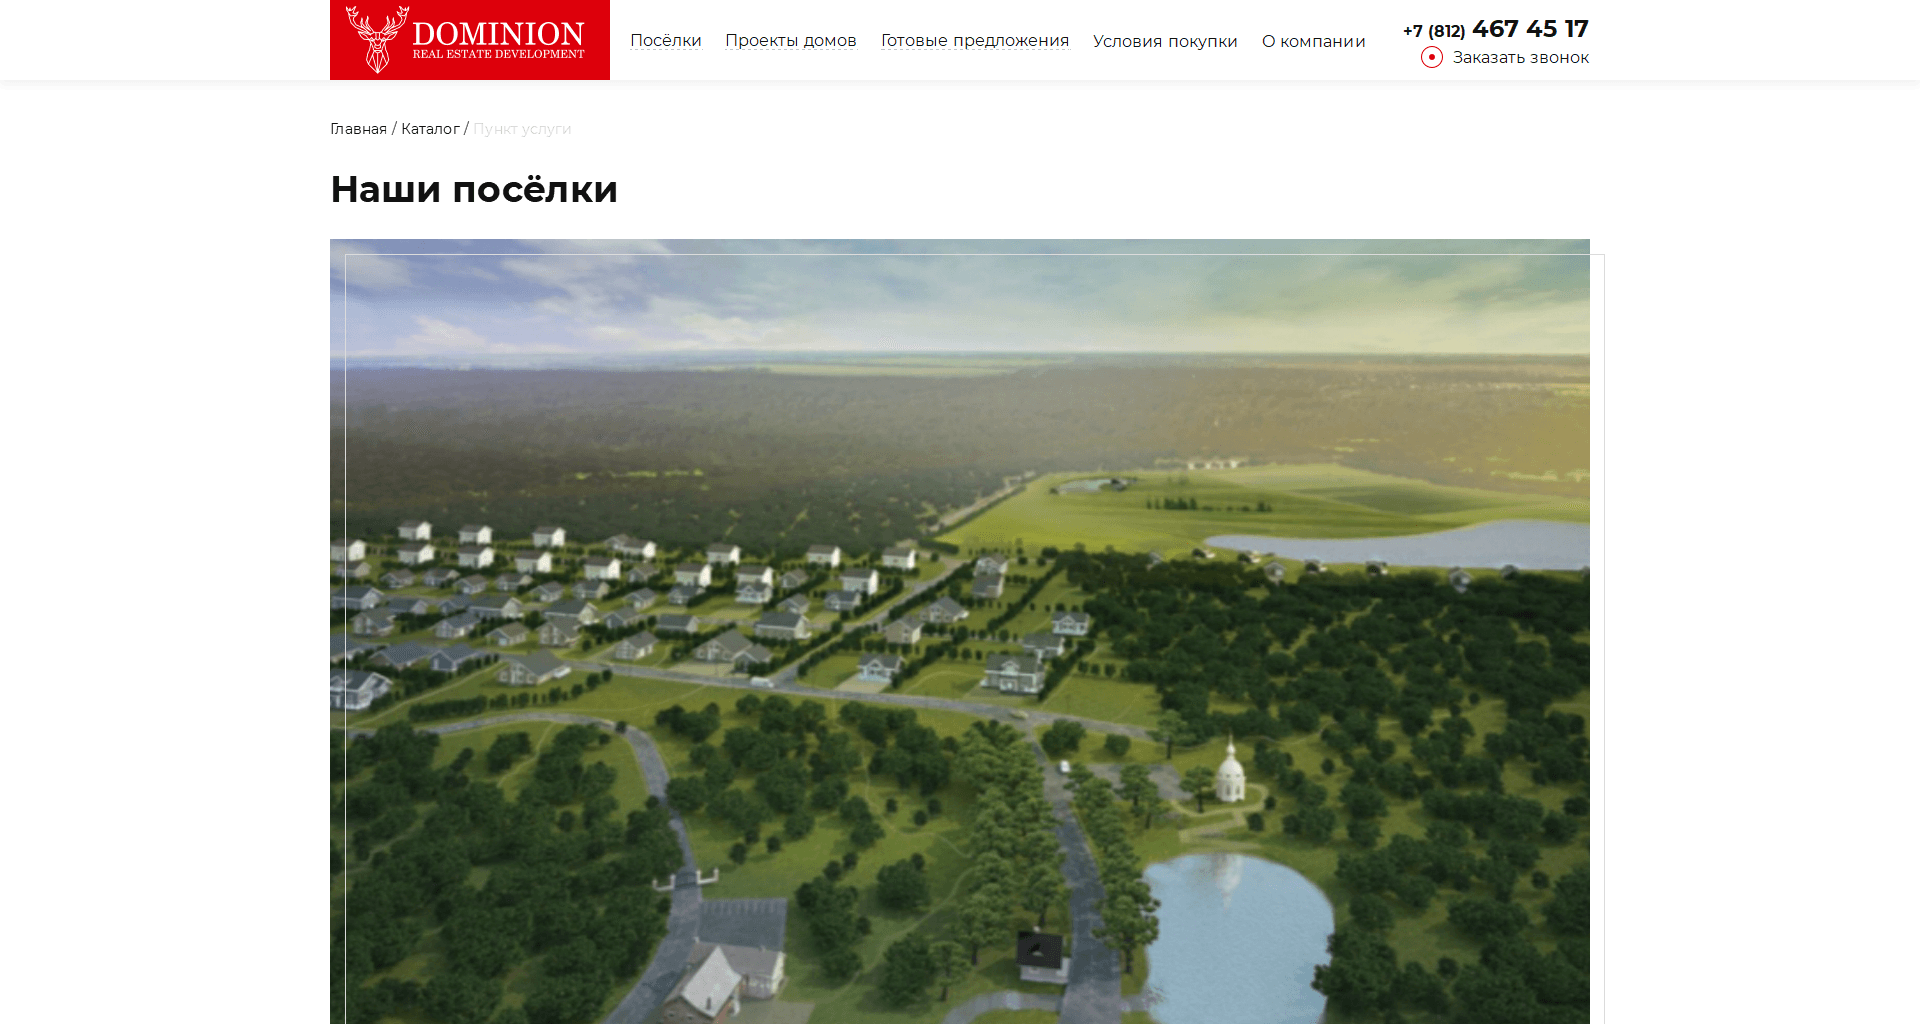 DOMINION
REAL ESTATE DEVELOPMENT
Посёлки Проекты домов Готовые предложения Условия покупки О компании
+7 (812) 467 45 17
Заказать звонок
Главная / Каталог / Пункт услуги
Наши посёлки